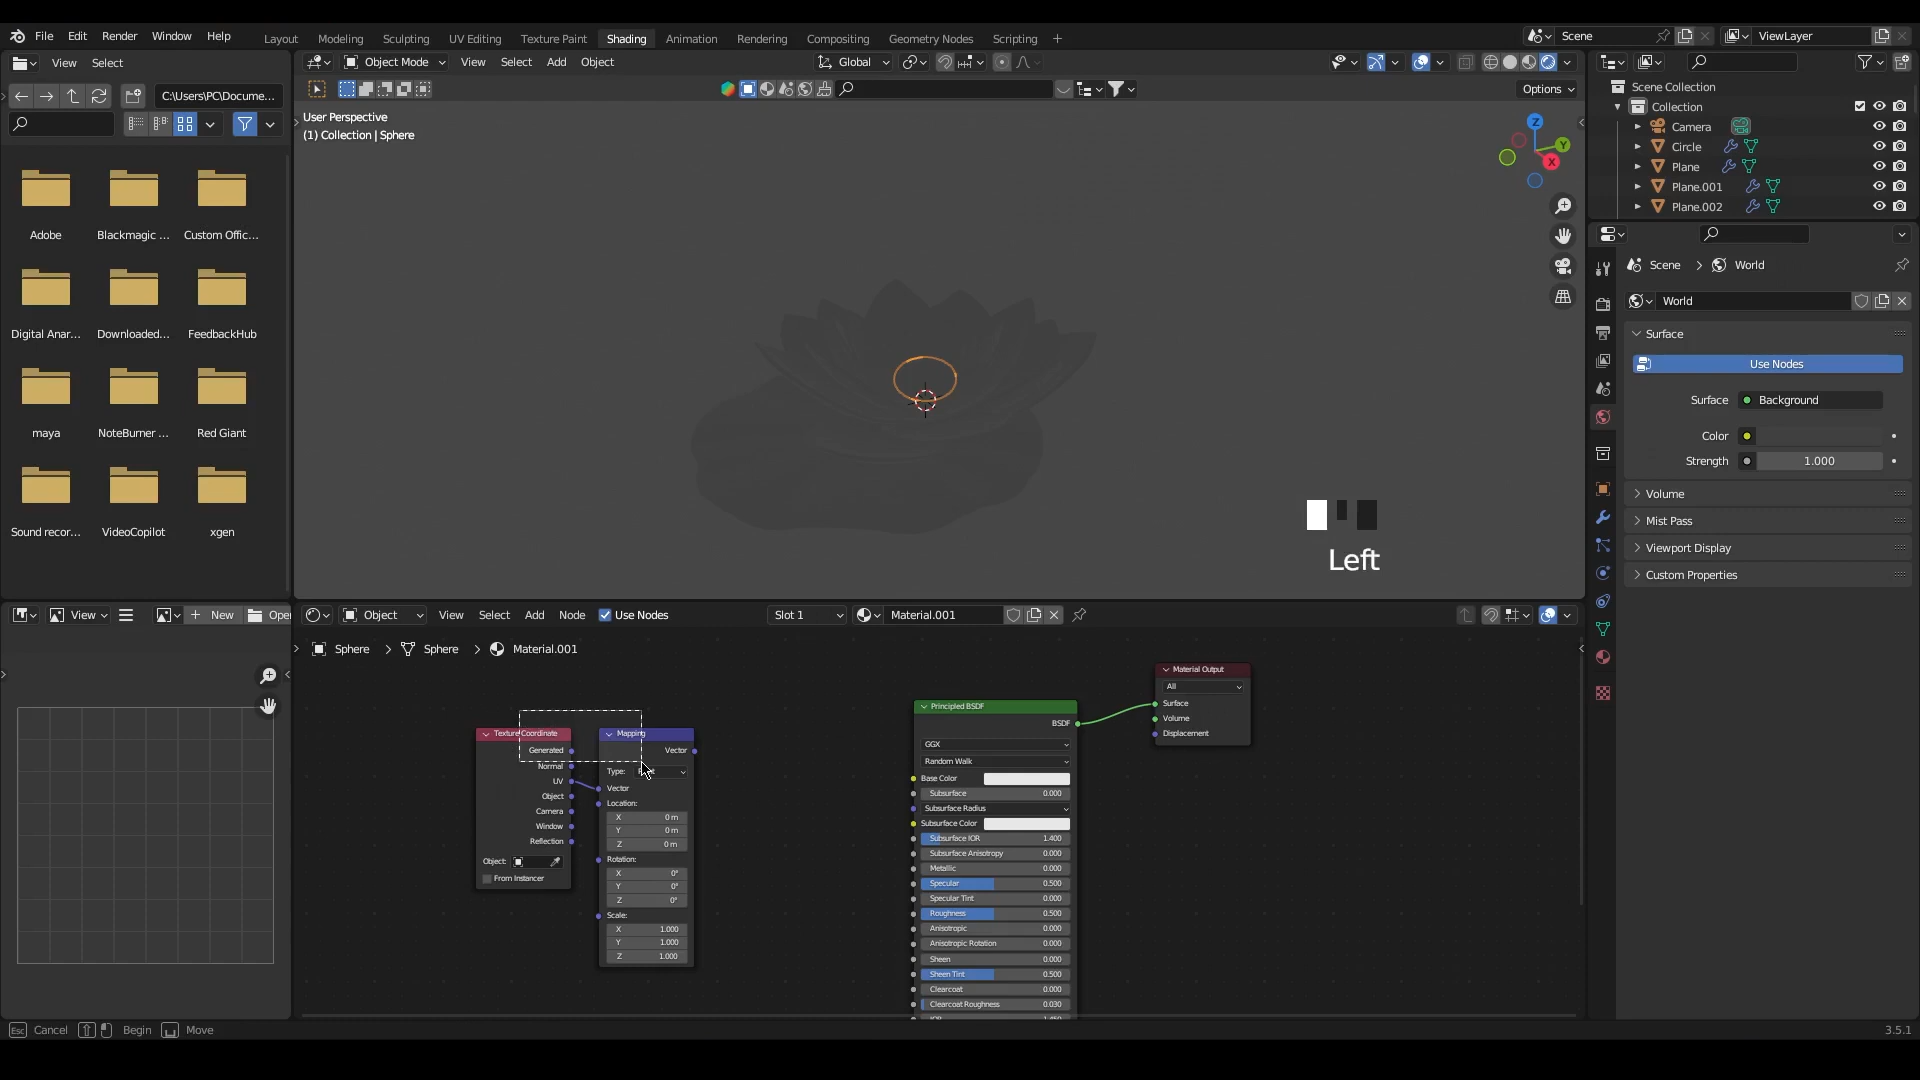 File Edit Render Window Help
Layout Modeling Sculpting UV Editing Texture Paint Shading Animation Rendering Compositing Geometry Nodes Scripting
Scene ViewLayer
View Select
C:\Users\PC\Docume...
Object Mode View Select Add Object
Global
Options
User Perspective
(1) Collection | Sphere
Z
Y
X
Adobe Blackmagic ... Custom Offic...
Digital Anar... Downloaded... FeedbackHub
maya NoteBurner ... Red Giant
Sound recor... VideoCopilot xgen
Left
Scene Collection
Collection
Camera
Circle
Plane
Plane.001
Plane.002
Scene > World
World
Surface
Use Nodes
Surface Background
Color
Strength 1.000
Volume
Mist Pass
Viewport Display
Custom Properties
View New Ope
Object View Select Add Node Use Nodes Slot 1 Material.001
Sphere > Sphere > Material.001
Texture Coordinate
Generated
Normal
UV
Object
Camera
Window
Reflection
Object:
From Instancer
Mapping
Vector
Type:
Vector
Location:
X 0 m
Y 0 m
Z 0 m
Rotation:
X 0°
Y 0°
Z 0°
Scale:
X 1.000
Y 1.000
Z 1.000
Principled BSDF
BSDF
GGX
Random Walk
Base Color
Subsurface 0.000
Subsurface Radius
Subsurface Color
Subsurface IOR 1.400
Subsurface Anisotropy 0.000
Metallic 0.000
Specular 0.500
Specular Tint 0.000
Roughness 0.500
Anisotropic 0.000
Anisotropic Rotation 0.000
Sheen 0.000
Sheen Tint 0.500
Clearcoat 0.000
Clearcoat Roughness 0.030
Material Output
All
Surface
Volume
Displacement
Esc Cancel Begin Move
3.5.1